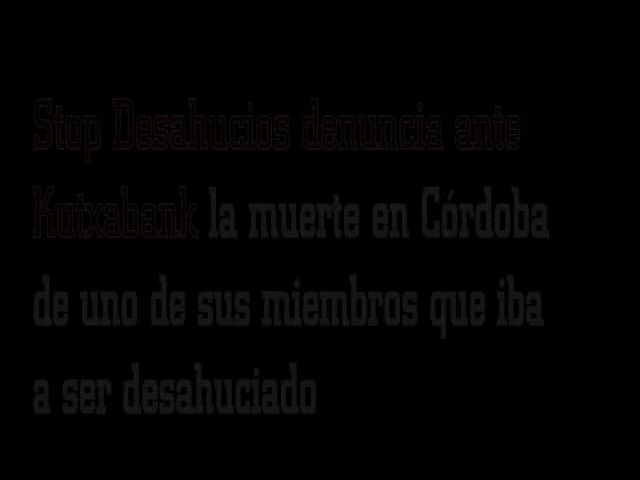 Stop Desahucios denuncia ante
Kutxabank la muerte en Córdoba
de uno de sus miembros que iba
a ser desahuciado